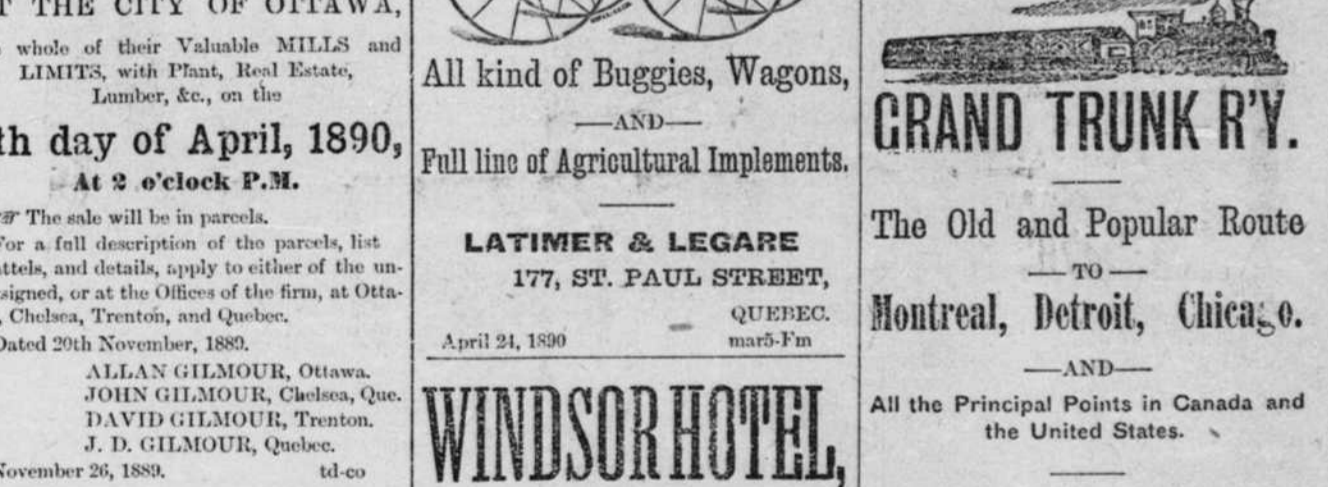 THE CITY OF OTTAWA,
whole of their Valuable MILLS and
LIMITS, with Plant, Real Estate,
Lumber, &c., on the
th day of April, 1890,
At 2 o'clock P.M.
The sale will be in parcels.
For a full description of the parcels, list
ttels, and details, apply to either of the un-
signed, or at the Offices of the firm, at Otta-
, Chelsea, Trenton, and Quebec.
Dated 20th November, 1889.
ALLAN GILMOUR, Ottawa.
JOHN GILMOUR, Chelsea, Que.
DAVID GILMOUR, Trenton.
J. D. GILMOUR, Quebec.
November 26, 1889. td-co
All kind of Buggies, Wagons,
—AND—
Full line of Agricultural Implements.
LATIMER & LEGARE
177, ST. PAUL STREET,
QUEBEC.
April 24, 1890 mar5-Fm
WINDSOR HOTEL,
GRAND TRUNK R'Y.
The Old and Popular Route
—TO—
Montreal, Detroit, Chicago.
—AND—
All the Principal Points in Canada and
the United States.